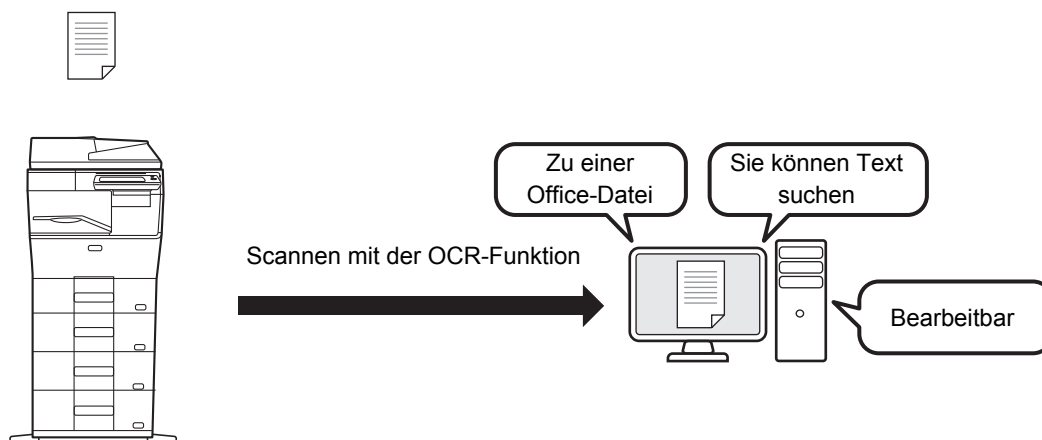 Zu einer
Office-Datei
Sie können Text
suchen
Scannen mit der OCR-Funktion
Bearbeitbar